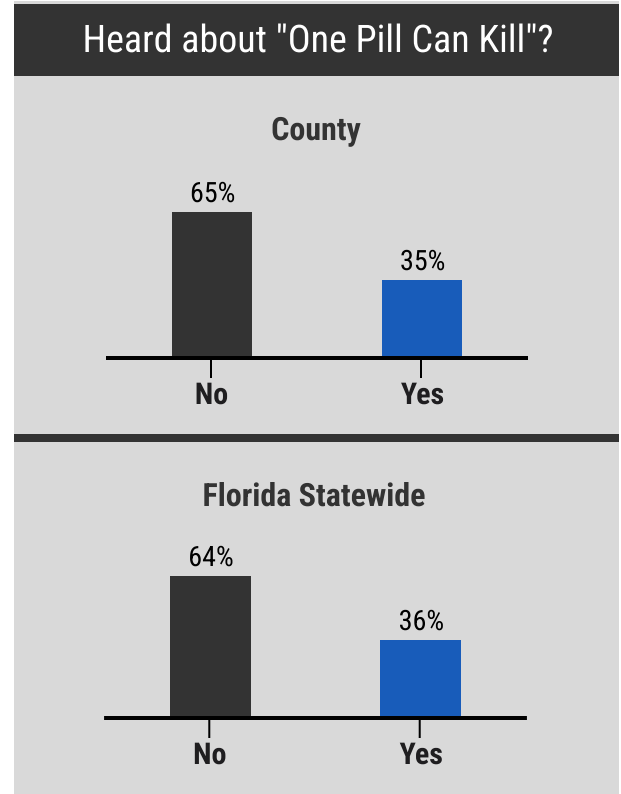 Heard about "One Pill Can Kill"?
County
65%
35%
No
Yes
Florida Statewide
64%
36%
No
Yes